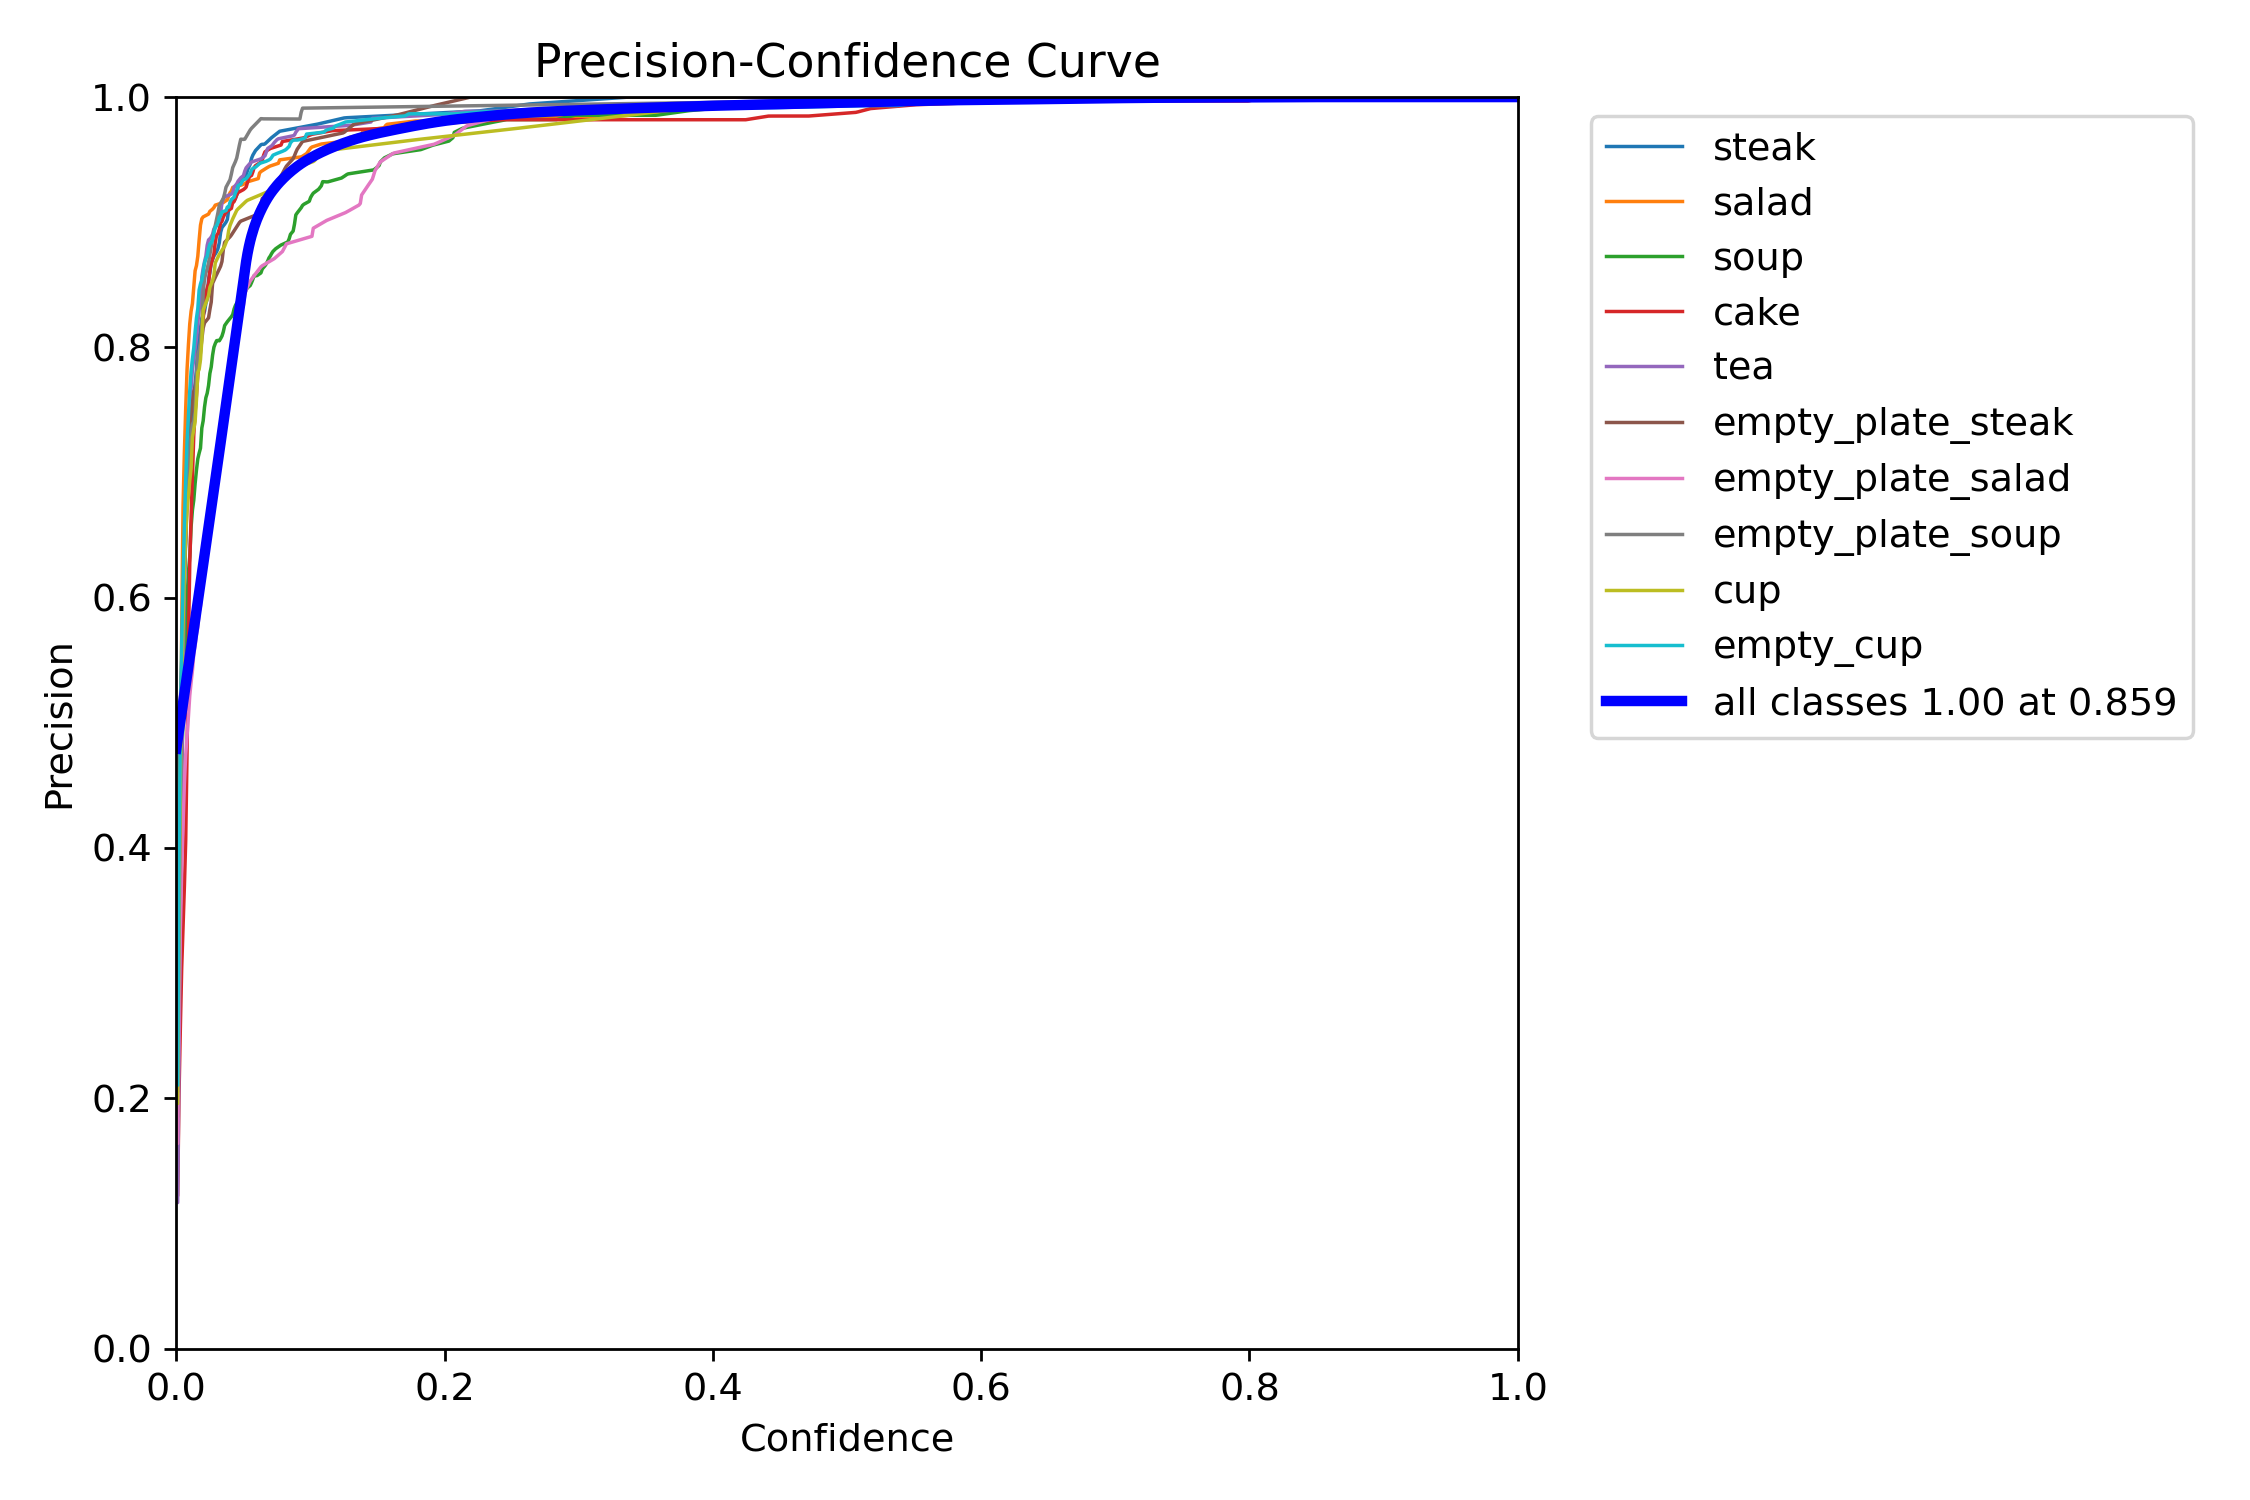 Precision-Confidence Curve
1.0
0.8
0.6
0.4
0.2
0.0
Precision
0.0 0.2 0.4 0.6 0.8 1.0
Confidence
steak
salad
soup
cake
tea
empty_plate_steak
empty_plate_salad
empty_plate_soup
cup
empty_cup
all classes 1.00 at 0.859